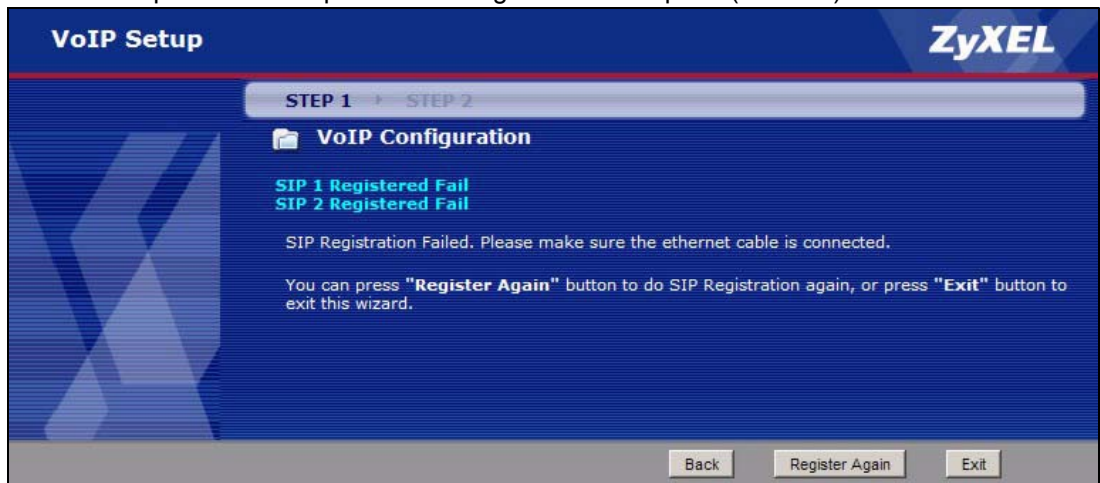 VoIP Setup
ZyXEL
STEP 1 STEP 2
VoIP Configuration
SIP 1 Registered Fail
SIP 2 Registered Fail
SIP Registration Failed. Please make sure the ethernet cable is connected.
You can press "Register Again" button to do SIP Registration again, or press "Exit" button to
exit this wizard.
Back Register Again Exit